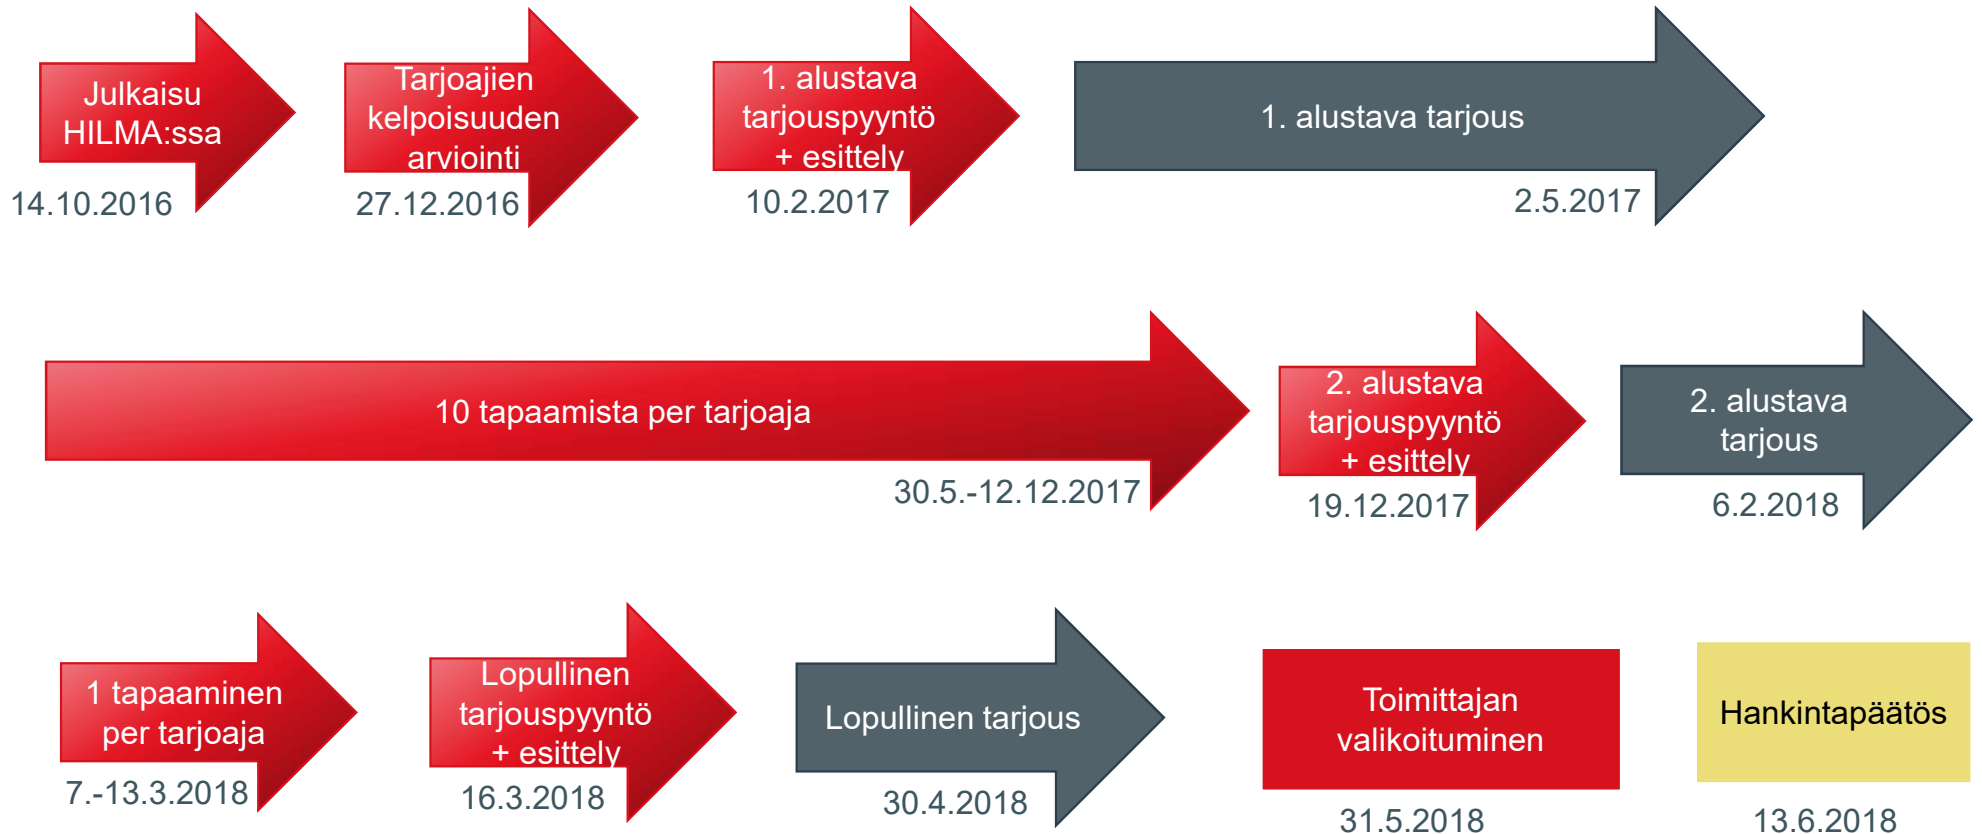 Julkaisu
HILMA:ssa
14.10.2016
Tarjoajien
kelpoisuuden
arviointi
27.12.2016
1. alustava
tarjouspyyntö
+ esittely
10.2.2017
1. alustava tarjous
2.5.2017
10 tapaamista per tarjoaja
30.5.-12.12.2017
2. alustava
tarjouspyyntö
+ esittely
19.12.2017
2. alustava
tarjous
6.2.2018
1 tapaaminen
per tarjoaja
7.-13.3.2018
Lopullinen
tarjouspyyntö
+ esittely
16.3.2018
Lopullinen tarjous
30.4.2018
Toimittajan
valikoituminen
31.5.2018
Hankintapäätös
13.6.2018